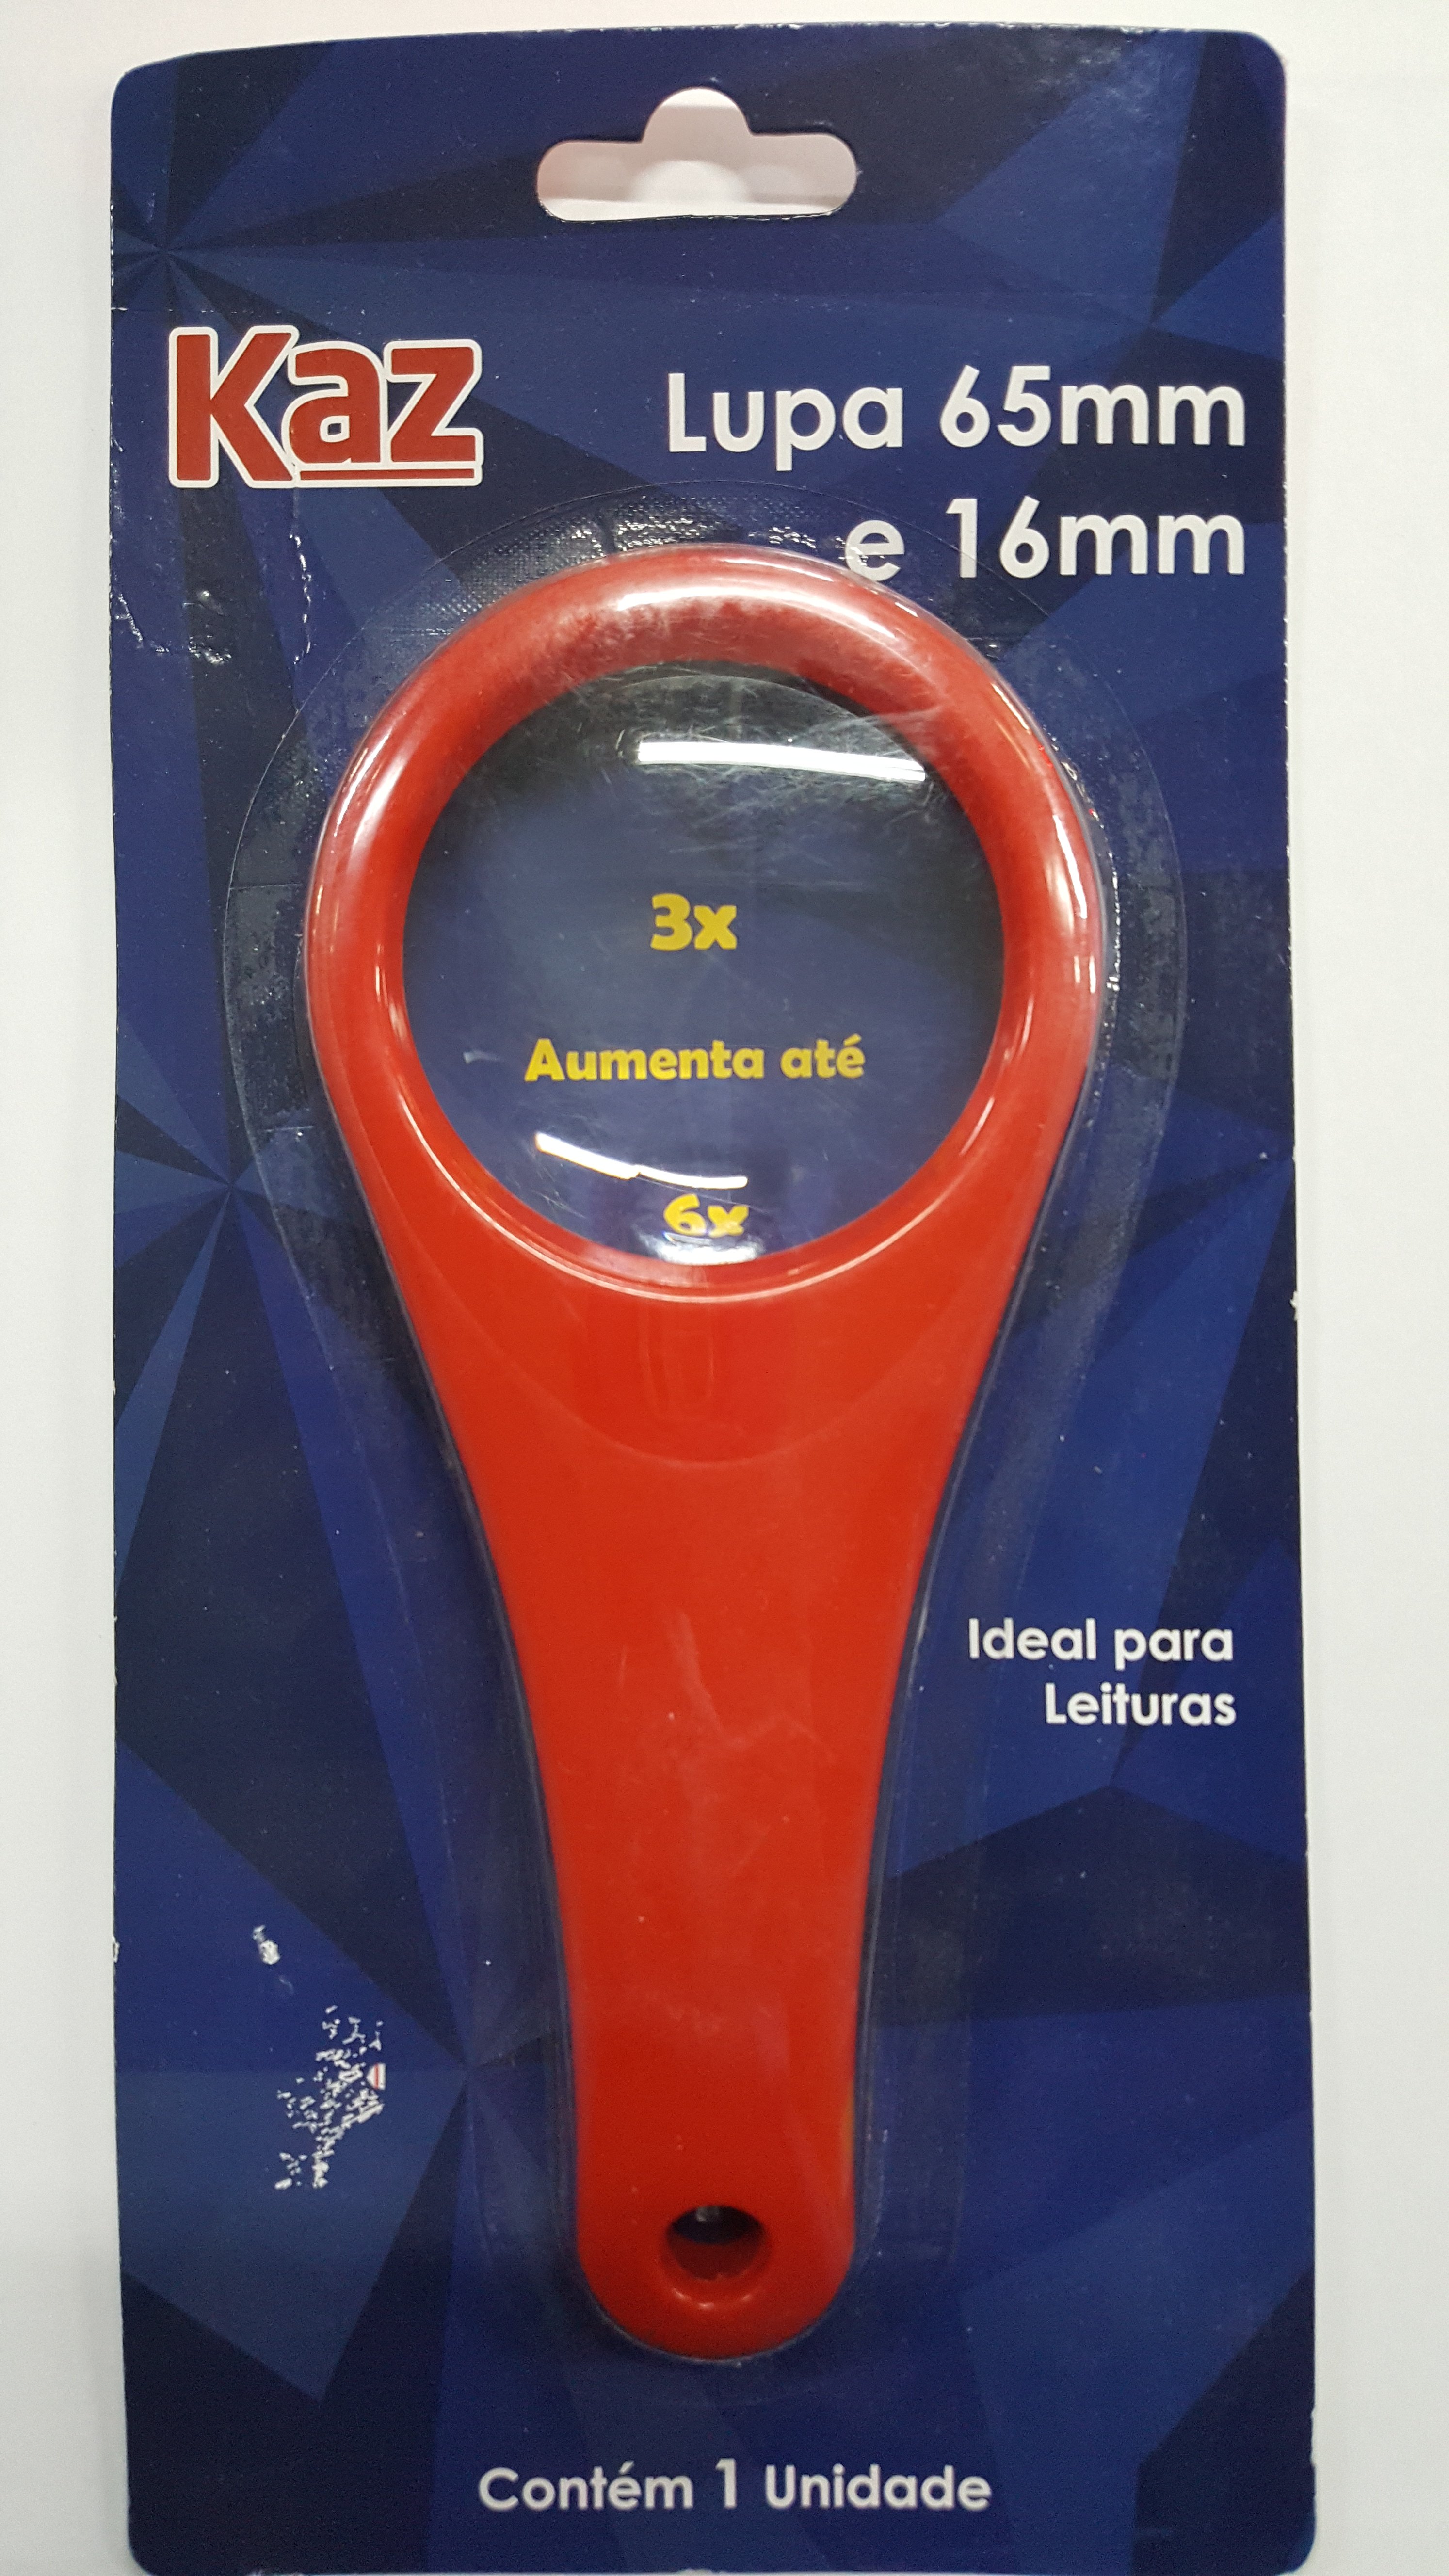 Kaz
Lupa 65mm
e 16mm
3x
Aumenta até
6x
Ideal para
Leituras
Contém 1 Unidade